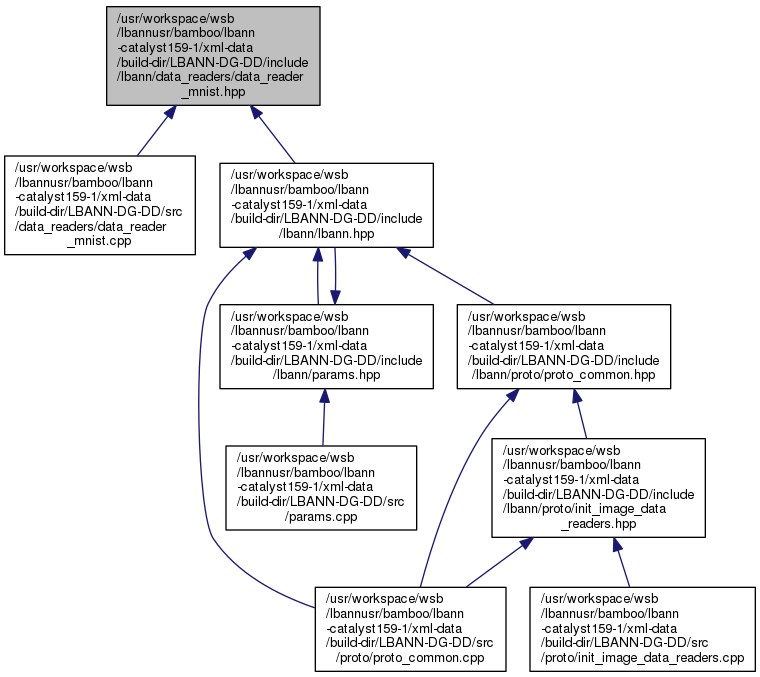 /usr/workspace/wsb
/lbannusr/bamboo/lbann
-catalyst159-1/xml-data
/build-dir/LBANN-DG-DD/include
/lbann/data_readers/data_reader
_mnist.hpp
/usr/workspace/wsb
/lbannusr/bamboo/lbann
-catalyst159-1/xml-data
/build-dir/LBANN-DG-DD/src
/data_readers/data_reader
_mnist.cpp
/usr/workspace/wsb
/lbannusr/bamboo/lbann
-catalyst159-1/xml-data
/build-dir/LBANN-DG-DD/include
/lbann/lbann.hpp
/usr/workspace/wsb
/lbannusr/bamboo/lbann
-catalyst159-1/xml-data
/build-dir/LBANN-DG-DD/include
/lbann/params.hpp
/usr/workspace/wsb
/lbannusr/bamboo/lbann
-catalyst159-1/xml-data
/build-dir/LBANN-DG-DD/include
/lbann/proto/proto_common.hpp
/usr/workspace/wsb
/lbannusr/bamboo/lbann
-catalyst159-1/xml-data
/build-dir/LBANN-DG-DD/src
/params.cpp
/usr/workspace/wsb
/lbannusr/bamboo/lbann
-catalyst159-1/xml-data
/build-dir/LBANN-DG-DD/include
/lbann/proto/init_image_data
_readers.hpp
/usr/workspace/wsb
/lbannusr/bamboo/lbann
-catalyst159-1/xml-data
/build-dir/LBANN-DG-DD/src
/proto/proto_common.cpp
/usr/workspace/wsb
/lbannusr/bamboo/lbann
-catalyst159-1/xml-data
/build-dir/LBANN-DG-DD/src
/proto/init_image_data_readers.cpp